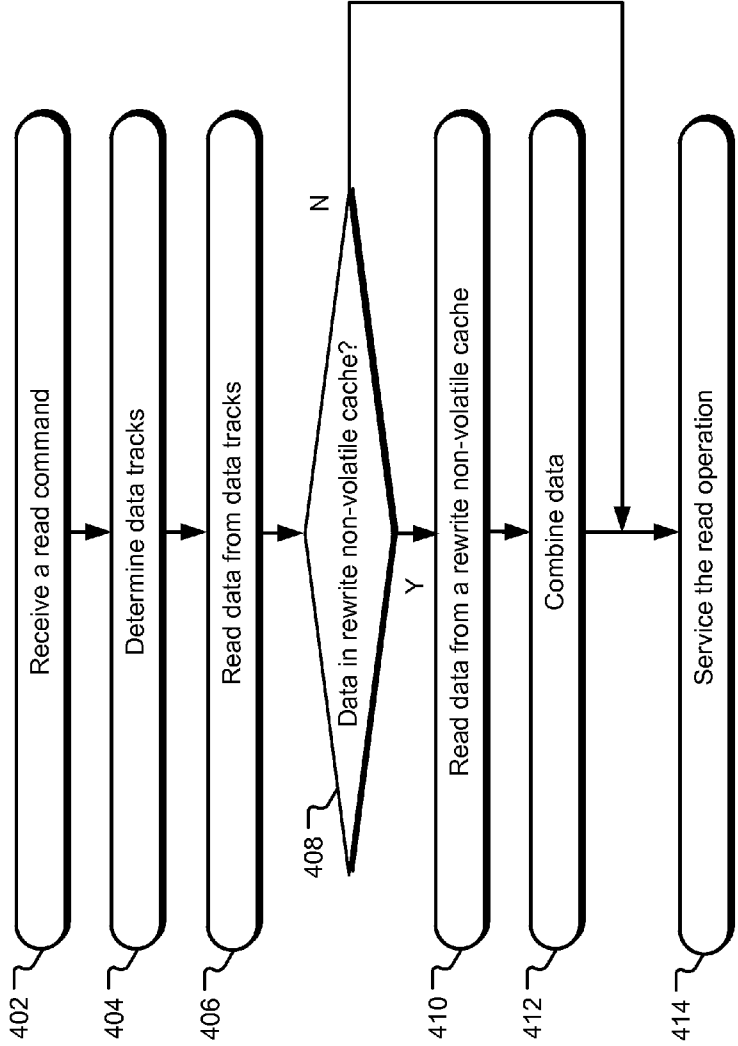 402
Receive a read command
404
Determine data tracks
406
Read data from data tracks
408
Data in rewrite non-volatile cache?
N
Y
410
Read data from a rewrite non-volatile cache
412
Combine data
414
Service the read operation